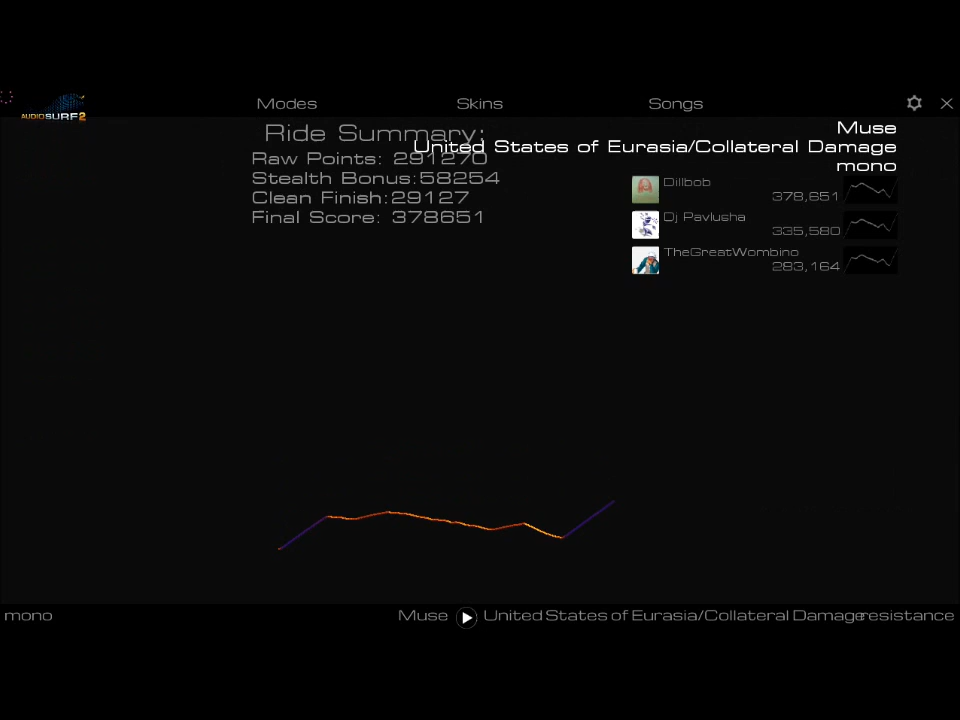 AUDIOSURF2
Modes
Skins
Songs
Ride Summary:
Raw Points: 291270
Stealth Bonus:58254
Clean Finish:29127
Final Score: 378651
Muse
United States of Eurasia/Collateral Damage
mono
Dillbob
378,651
Dj Pavlusha
335,580
TheGreatWombino
283,164
mono
Muse
United States of Eurasia/Collateral Damage
resistance